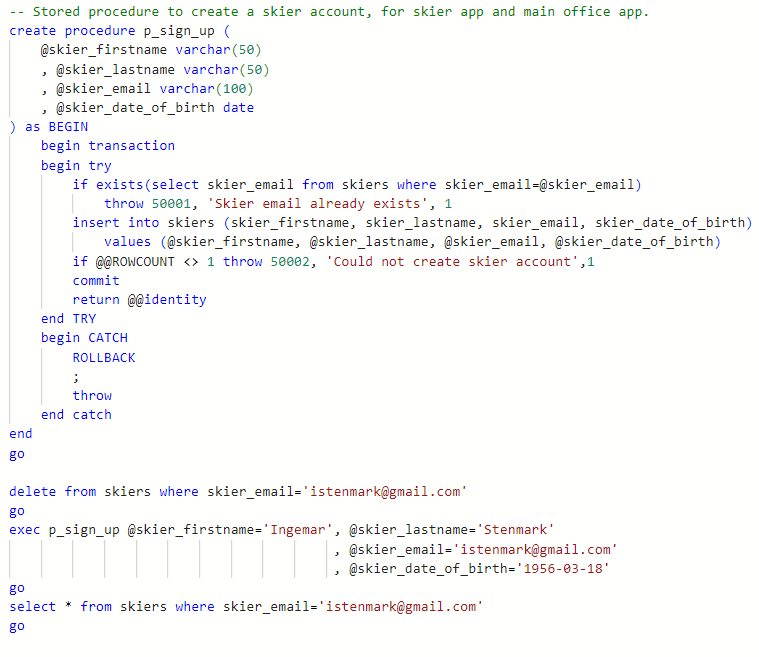 -- Stored procedure to create a skier account, for skier app and main office app.
create procedure p_sign_up (
    @skier_firstname varchar(50)
    , @skier_lastname varchar(50)
    , @skier_email varchar(100)
    , @skier_date_of_birth date
) as BEGIN
    begin transaction
    begin try
        if exists(select skier_email from skiers where skier_email=@skier_email)
            throw 50001, 'Skier email already exists', 1
        insert into skiers (skier_firstname, skier_lastname, skier_email, skier_date_of_birth)
            values (@skier_firstname, @skier_lastname, @skier_email, @skier_date_of_birth)
        if @@ROWCOUNT <> 1 throw 50002, 'Could not create skier account',1
        commit
        return @@identity
    end TRY
    begin CATCH
        ROLLBACK
        ;
        throw
    end catch
end
go

delete from skiers where skier_email='istenmark@gmail.com'
go
exec p_sign_up @skier_firstname='Ingemar', @skier_lastname='Stenmark'
                                         , @skier_email='istenmark@gmail.com'
                                         , @skier_date_of_birth='1956-03-18'
go
select * from skiers where skier_email='istenmark@gmail.com'
go